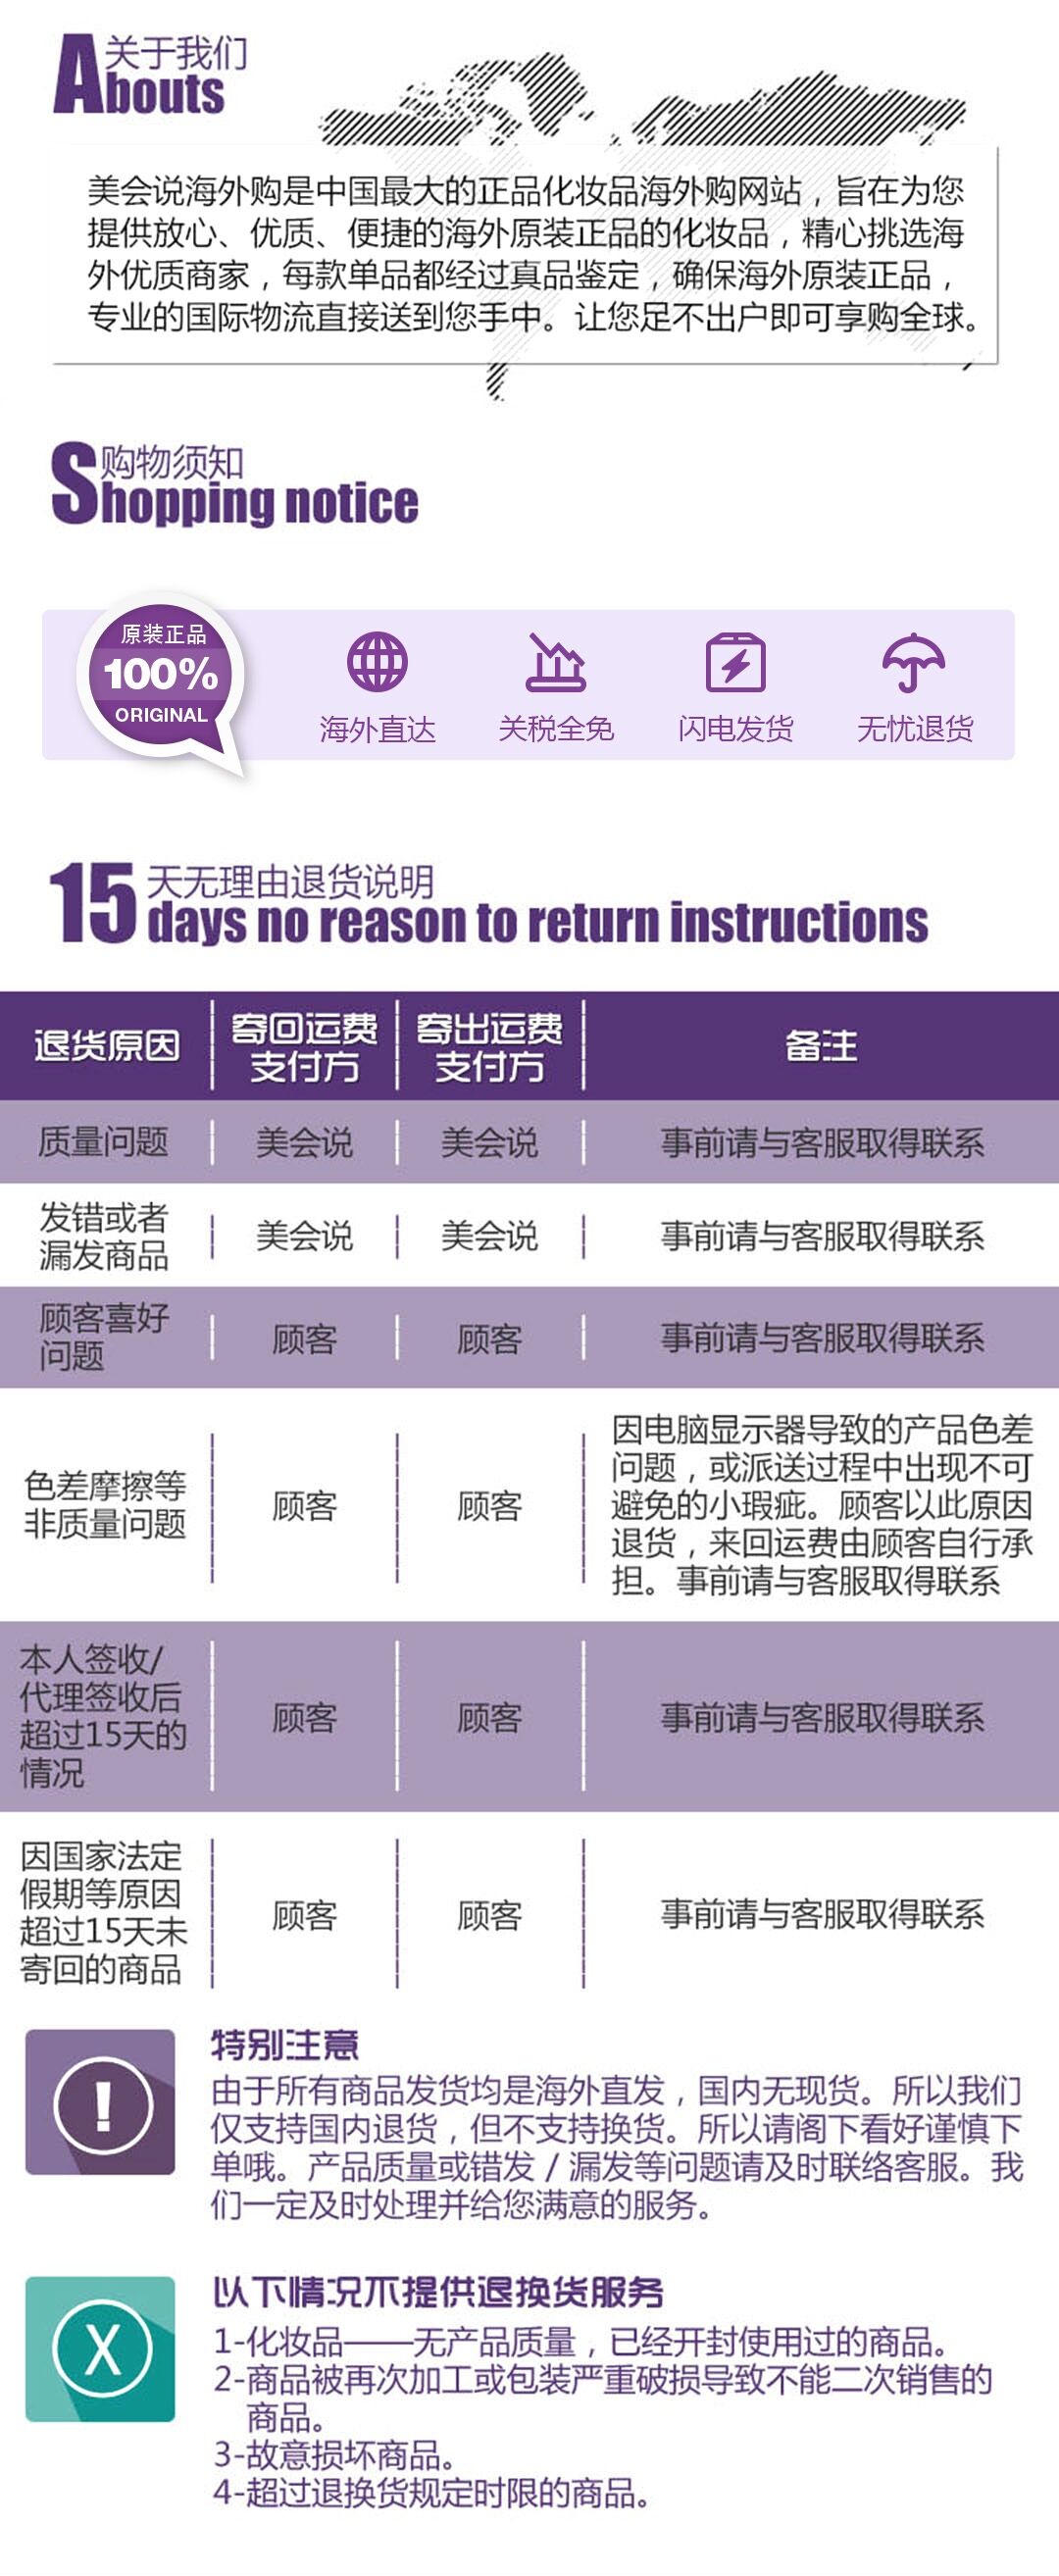 关于我们
Abouts
美会说海外购是中国最大的正品化妆品海外购网站，旨在为您
提供放心、优质、便捷的海外原装正品的化妆品，精心挑选海
外优质商家，每款单品都经过真品鉴定，确保海外原装正品，
专业的国际物流直接送到您手中。让您足不出户即可享购全球。
购物须知
Shopping notice
原装正品
100%
ORIGINAL
海外直达
关税全免
闪电发货
无忧退货
15天无理由退货说明
days no reason to return instructions
退货原因
寄回运费
支付方
寄出运费
支付方
备注
质量问题
美会说
美会说
事前请与客服取得联系
发错或者
漏发商品
美会说
美会说
事前请与客服取得联系
顾客喜好
问题
顾客
顾客
事前请与客服取得联系
色差摩擦等
非质量问题
顾客
顾客
因电脑显示器导致的产品色差
问题，或派送过程中出现不可
避免的小瑕疵。顾客以此原因
退货，来回运费由顾客自行承
担。事前请与客服取得联系
本人签收/
代理签收后
超过15天的
情况
顾客
顾客
事前请与客服取得联系
因国家法定
假期等原因
超过15天未
寄回的商品
顾客
顾客
事前请与客服取得联系
特别注意
由于所有商品发货均是海外直发，国内无现货。所以我们
仅支持国内退货，但不支持换货。所以请阁下看好谨慎下
单哦。产品质量或错发 / 漏发等问题请及时联络客服。我
们一定及时处理并给您满意的服务。
X
以下情况不提供退换货服务
1-化妆品——无产品质量，已经开封使用过的商品。
2-商品被再次加工或包装严重破损导致不能二次销售的
商品。
3-故意损坏商品。
4-超过退换货规定时限的商品。